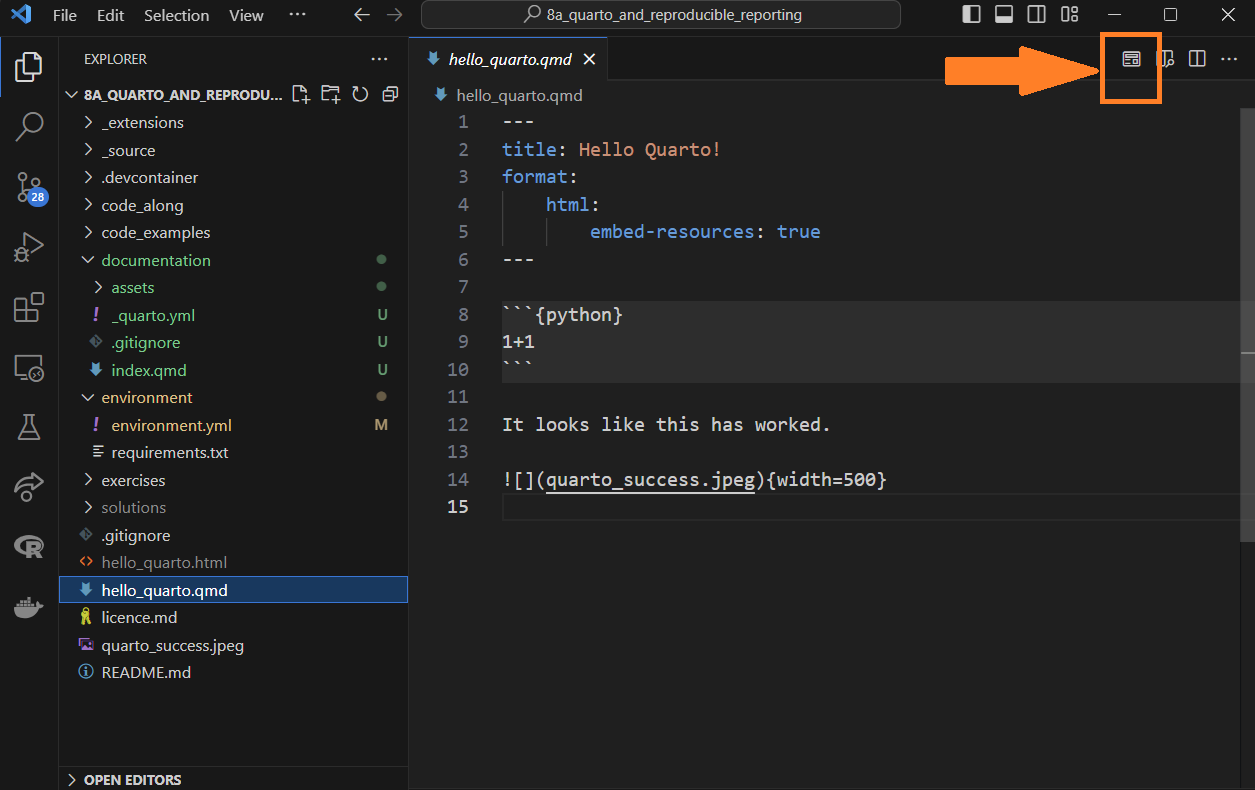 File Edit Selection View ··· 8a_quarto_and_reproducible_reporting
EXPLORER ···
8A_QUARTO_AND_REPRODU...
_extensions
_source
.devcontainer
code_along
code_examples
documentation
assets
! _quarto.yml U
.gitignore U
index.qmd U
environment
! environment.yml M
requirements.txt
exercises
solutions
.gitignore
<> hello_quarto.html
hello_quarto.qmd
licence.md
quarto_success.jpeg
README.md
OPEN EDITORS
28
hello_quarto.qmd
hello_quarto.qmd
1 ---
2 title: Hello Quarto!
3 format:
4     html:
5         embed-resources: true
6 ---
7
8 ```{python}
9 1+1
10 ```
11
12 It looks like this has worked.
13
14 ![](quarto_success.jpeg){width=500}
15